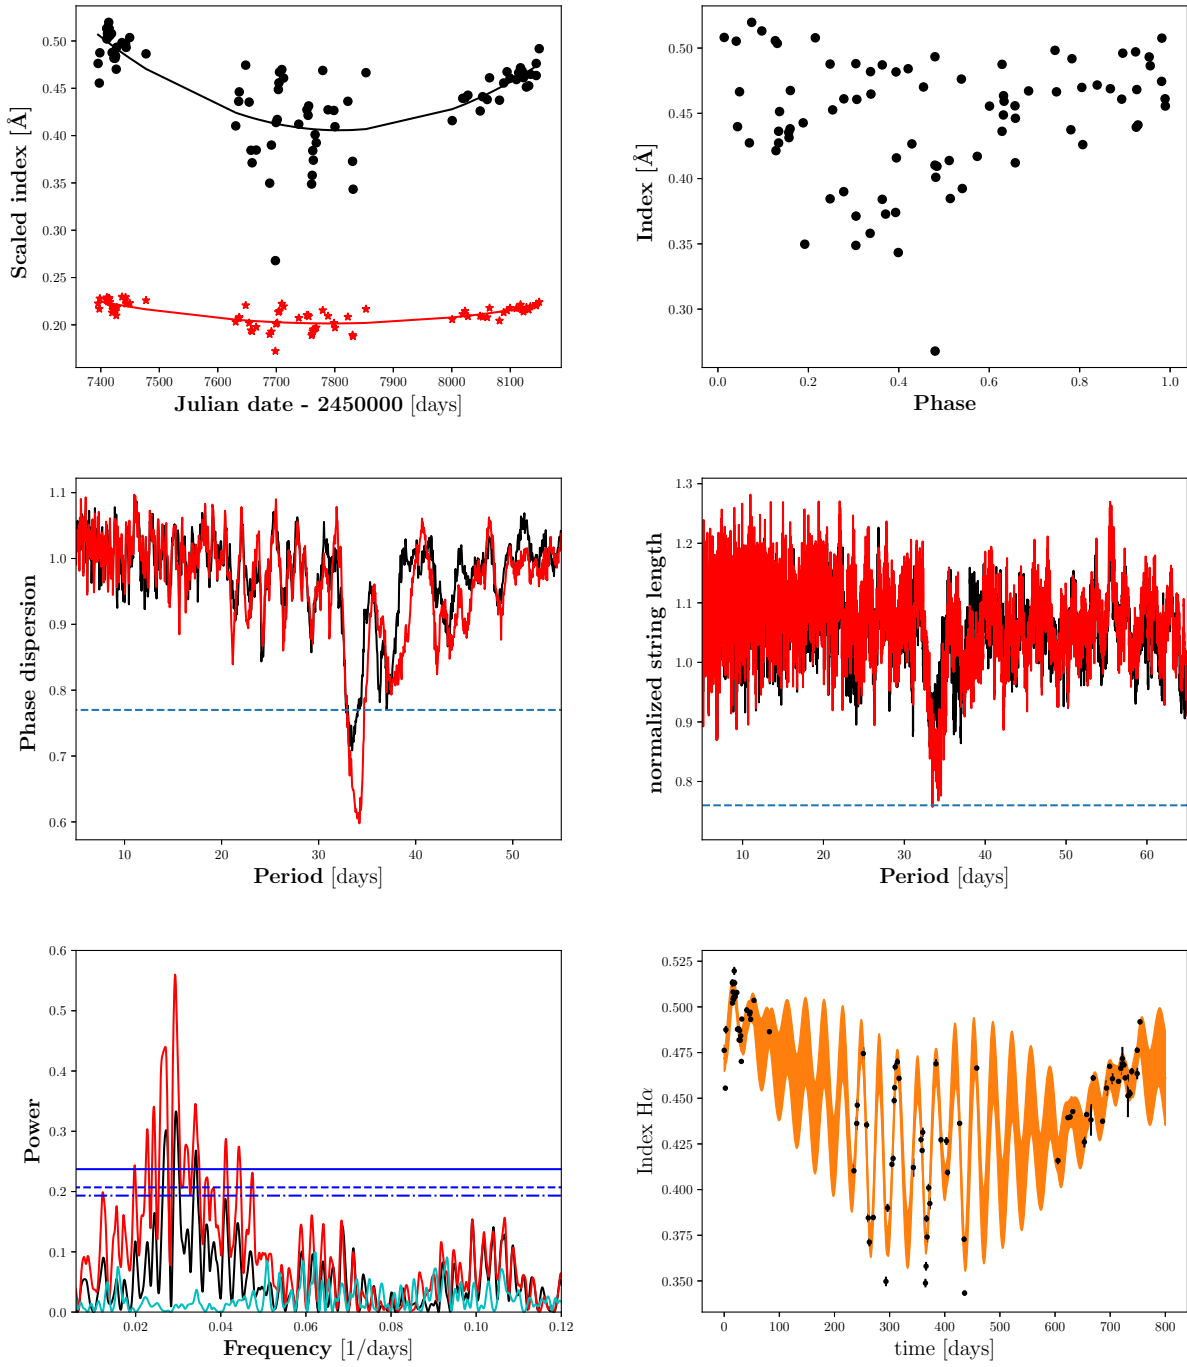 Scaled index [Å]
0.50
0.45
0.40
0.35
0.30
0.25
0.20
7400 7500 7600 7700 7800 7900 8000 8100
Julian date - 2450000 [days]
Index [Å]
0.50
0.45
0.40
0.35
0.30
0.0 0.2 0.4 0.6 0.8 1.0
Phase
Phase dispersion
1.1
1.0
0.9
0.8
0.7
0.6
10 20 30 40 50
Period [days]
normalized string length
1.3
1.2
1.1
1.0
0.9
0.8
10 20 30 40 50 60
Period [days]
Power
0.6
0.5
0.4
0.3
0.2
0.1
0.0
0.02 0.04 0.06 0.08 0.10 0.12
Frequency [1/days]
Index Hα
0.525
0.500
0.475
0.450
0.425
0.400
0.375
0.350
0 100 200 300 400 500 600 700 800
time [days]